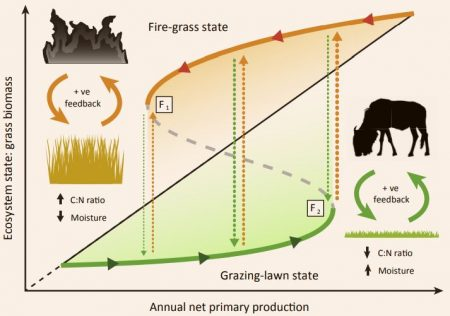 Ecosystem state: grass biomass
Fire-grass state
+ ve
feedback
F1
C:N ratio
Moisture
+ ve
feedback
F2
C:N ratio
Moisture
Grazing-lawn state
Annual net primary production